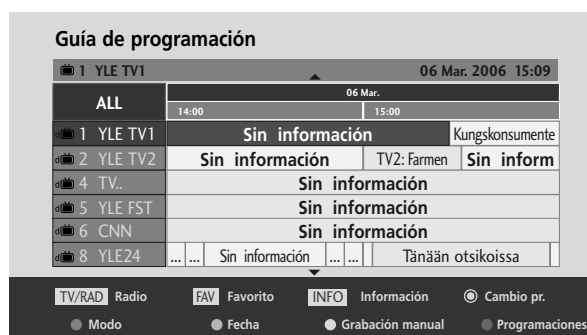 Guía de programación
1 YLE TV1 06 Mar. 2006 15:09
ALL 06 Mar.
14:00 15:00
1 YLE TV1 Sin información Kungskonsumente
2 YLE TV2 Sin información TV2: Farmen Sin inform
4 TV.. Sin información
5 YLE FST Sin información
6 CNN Sin información
8 YLE24 ... ... Sin información ... ... Tänään otsikoissa
TV/RAD Radio FAV Favorito INFO Información Cambio pr.
Modo Fecha Grabación manual Programaciones